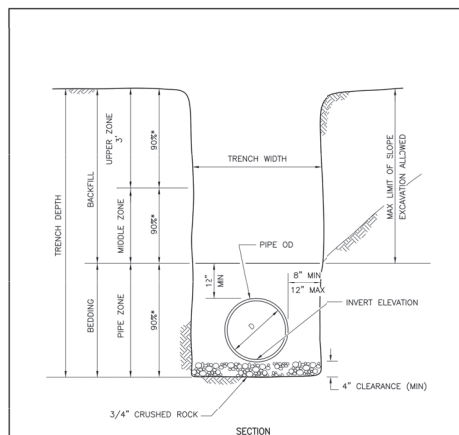 TRENCH DEPTH
BACKFILL
BEDDING
UPPER ZONE
3'
MIDDLE ZONE
PIPE ZONE
90%*
90%*
90%*
TRENCH WIDTH
MAX LIMIT OF SLOPE
EXCAVATION ALLOWED
PIPE OD
12"
MIN
8" MIN
12" MAX
D
INVERT ELEVATION
4" CLEARANCE (MIN)
3/4" CRUSHED ROCK
SECTION